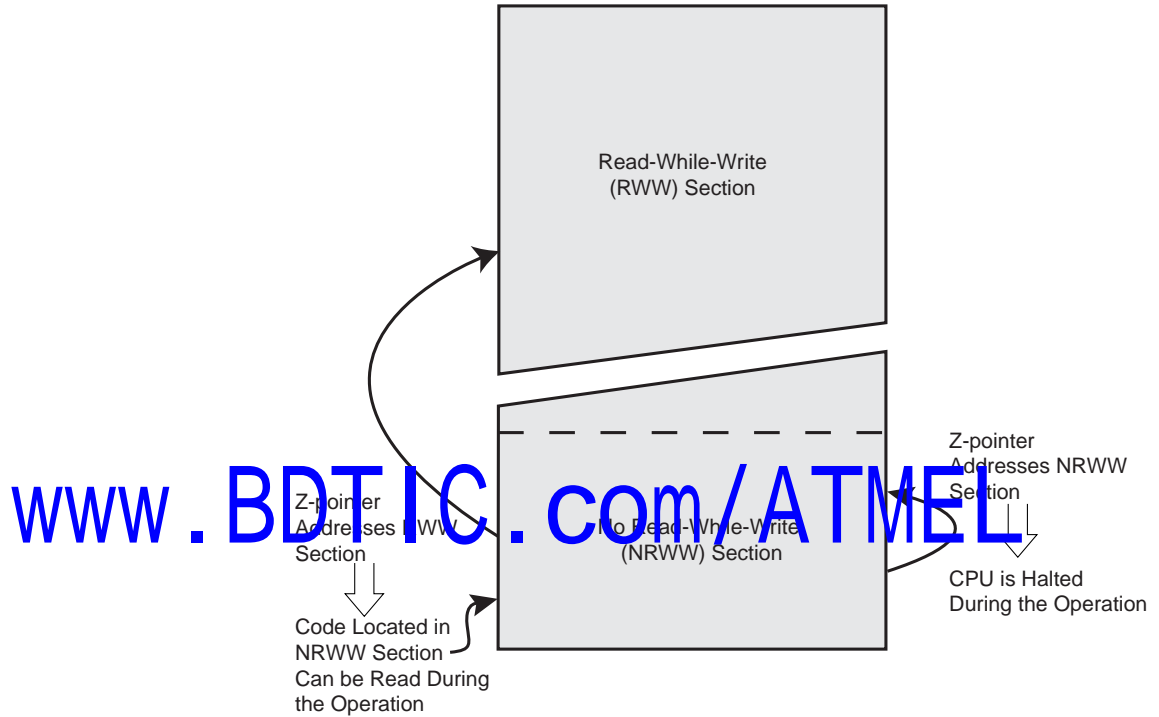 Read-While-Write
(RWW) Section
Z-pointer
Addresses NRWW
Section
www.BDTIC.com/ATMEL
Z-pointer
Addresses RWW
Section
No Read-While-Write
(NRWW) Section
CPU is Halted
During the Operation
Code Located in
NRWW Section
Can be Read During
the Operation